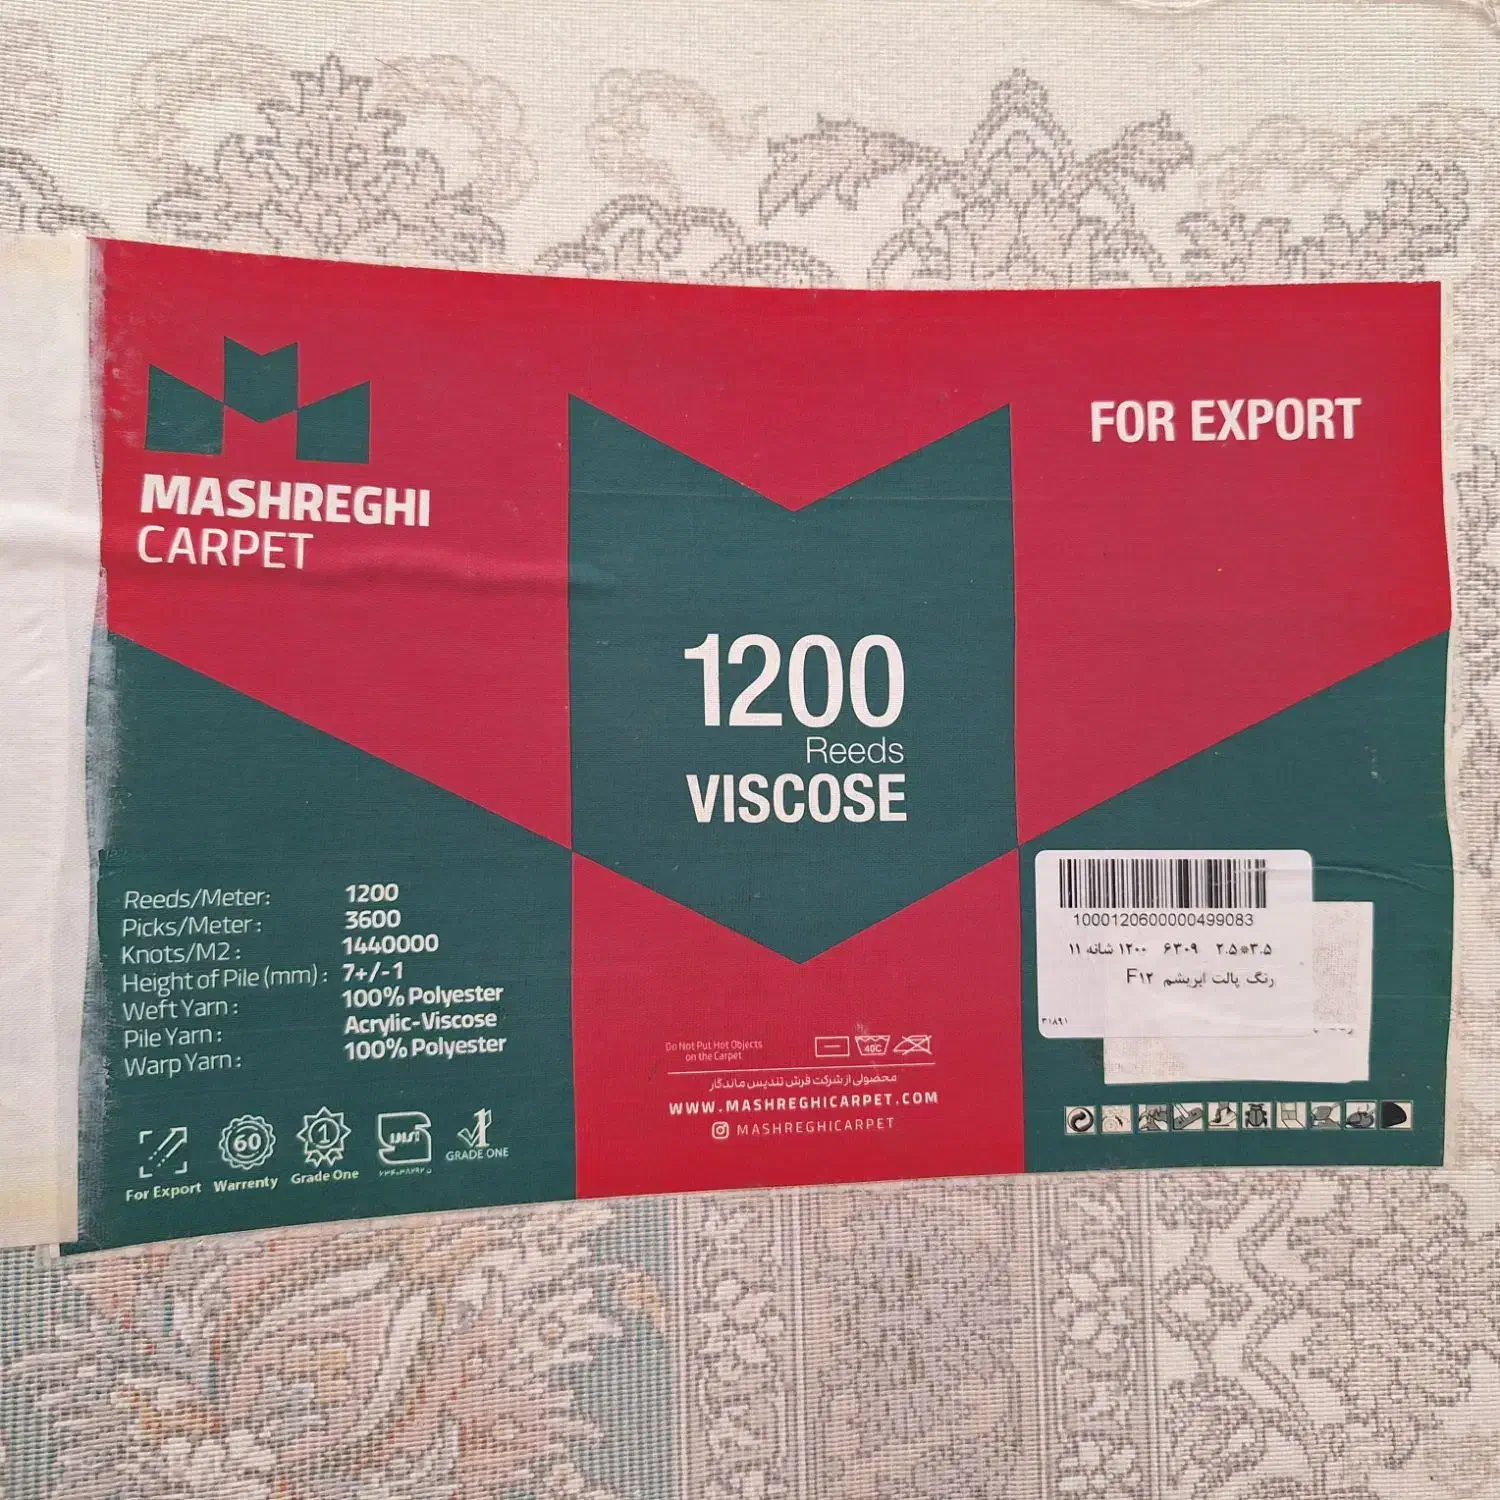 MASHREGHI
CARPET
FOR EXPORT
1200
Reeds
VISCOSE
Reeds/Meter: 1200
Picks/Meter: 3600
Knots/M2: 1440000
Height of Pile (mm): 7+/-1
Weft Yarn: 100% Polyester
Pile Yarn: Acrylic-Viscose
Warp Yarn: 100% Polyester
For Export
60
Warrenty
1
Grade One
1
GRADE ONE
Do Not Put Hot Objects
on the Carpet
40C
محصولی از شرکت فرش تندیس ماندگار
WWW.MASHREGHICARPET.COM
MASHREGHICARPET
1000120600000499083
۲.۵*۳.۵ ۶۳۰۹ ۱۲۰۰ شانه ۱۱
رنگ پالت ابریشم F۱۲
۳۱۸۹۱